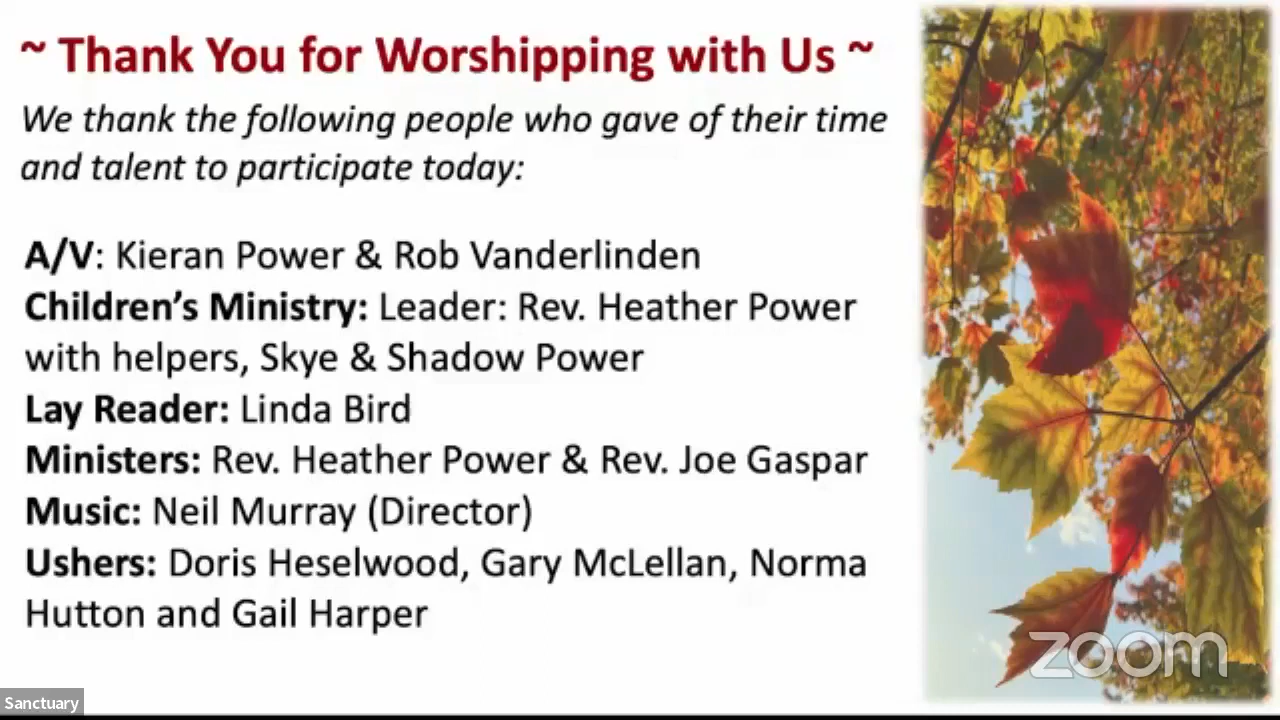 ~ Thank You for Worshipping with Us ~
We thank the following people who gave of their time
and talent to participate today:
A/V: Kieran Power & Rob Vanderlinden
Children’s Ministry: Leader: Rev. Heather Power
with helpers, Skye & Shadow Power
Lay Reader: Linda Bird
Ministers: Rev. Heather Power & Rev. Joe Gaspar
Music: Neil Murray (Director)
Ushers: Doris Heselwood, Gary McLellan, Norma
Hutton and Gail Harper
zoom
Sanctuary